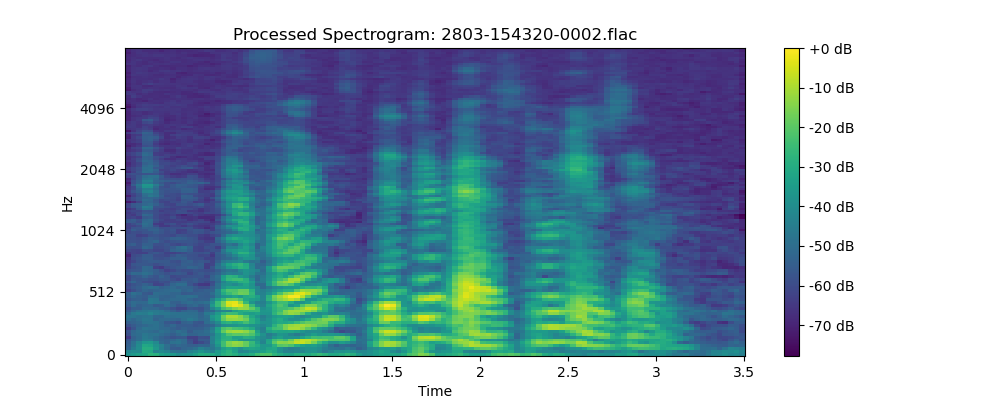 Processed Spectrogram: 2803-154320-0002.flac
Hz
4096
2048
1024
512
0
0 0.5 1 1.5 2 2.5 3 3.5
Time
+0 dB
-10 dB
-20 dB
-30 dB
-40 dB
-50 dB
-60 dB
-70 dB